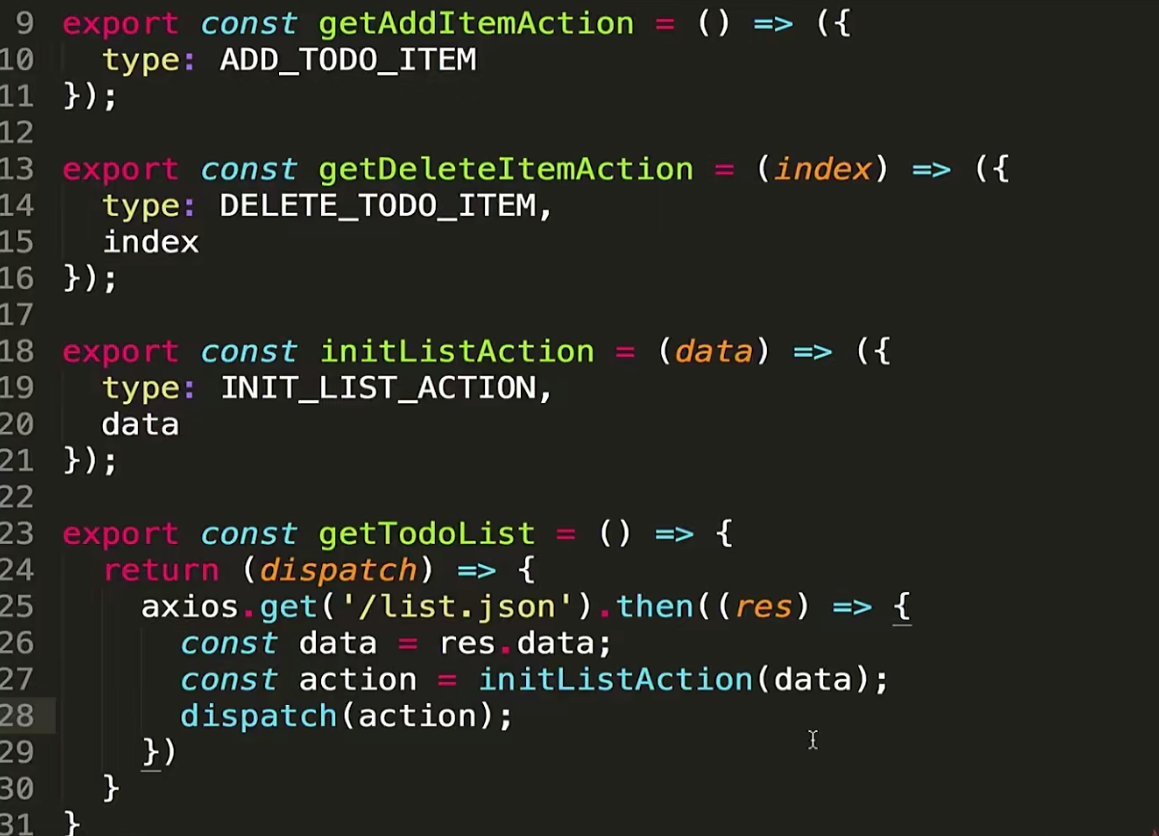 9 export const getAddItemAction = () => ({
10   type: ADD_TODO_ITEM
11 });
12
13 export const getDeleteItemAction = (index) => ({
14   type: DELETE_TODO_ITEM,
15   index
16 });
17
18 export const initListAction = (data) => ({
19   type: INIT_LIST_ACTION,
20   data
21 });
22
23 export const getTodoList = () => {
24   return (dispatch) => {
25     axios.get('/list.json').then((res) => {
26       const data = res.data;
27       const action = initListAction(data);
28       dispatch(action);
29     })
30   }
31 }